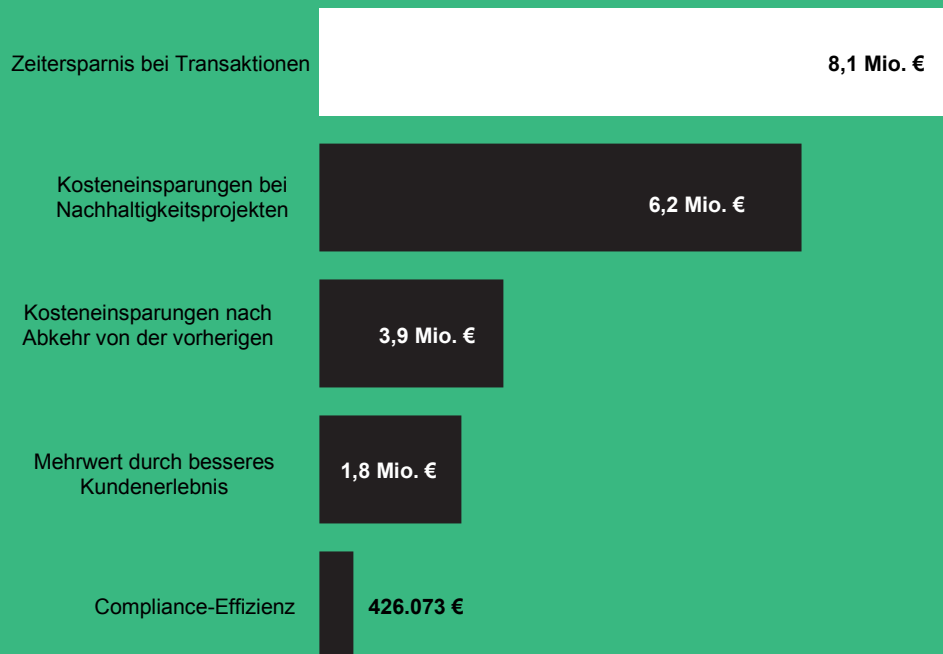 Zeitersparnis bei Transaktionen
8,1 Mio. €
Kosteneinsparungen bei
Nachhaltigkeitsprojekten
6,2 Mio. €
Kosteneinsparungen nach
Abkehr von der vorherigen
3,9 Mio. €
Mehrwert durch besseres
Kundenerlebnis
1,8 Mio. €
Compliance-Effizienz
426.073 €